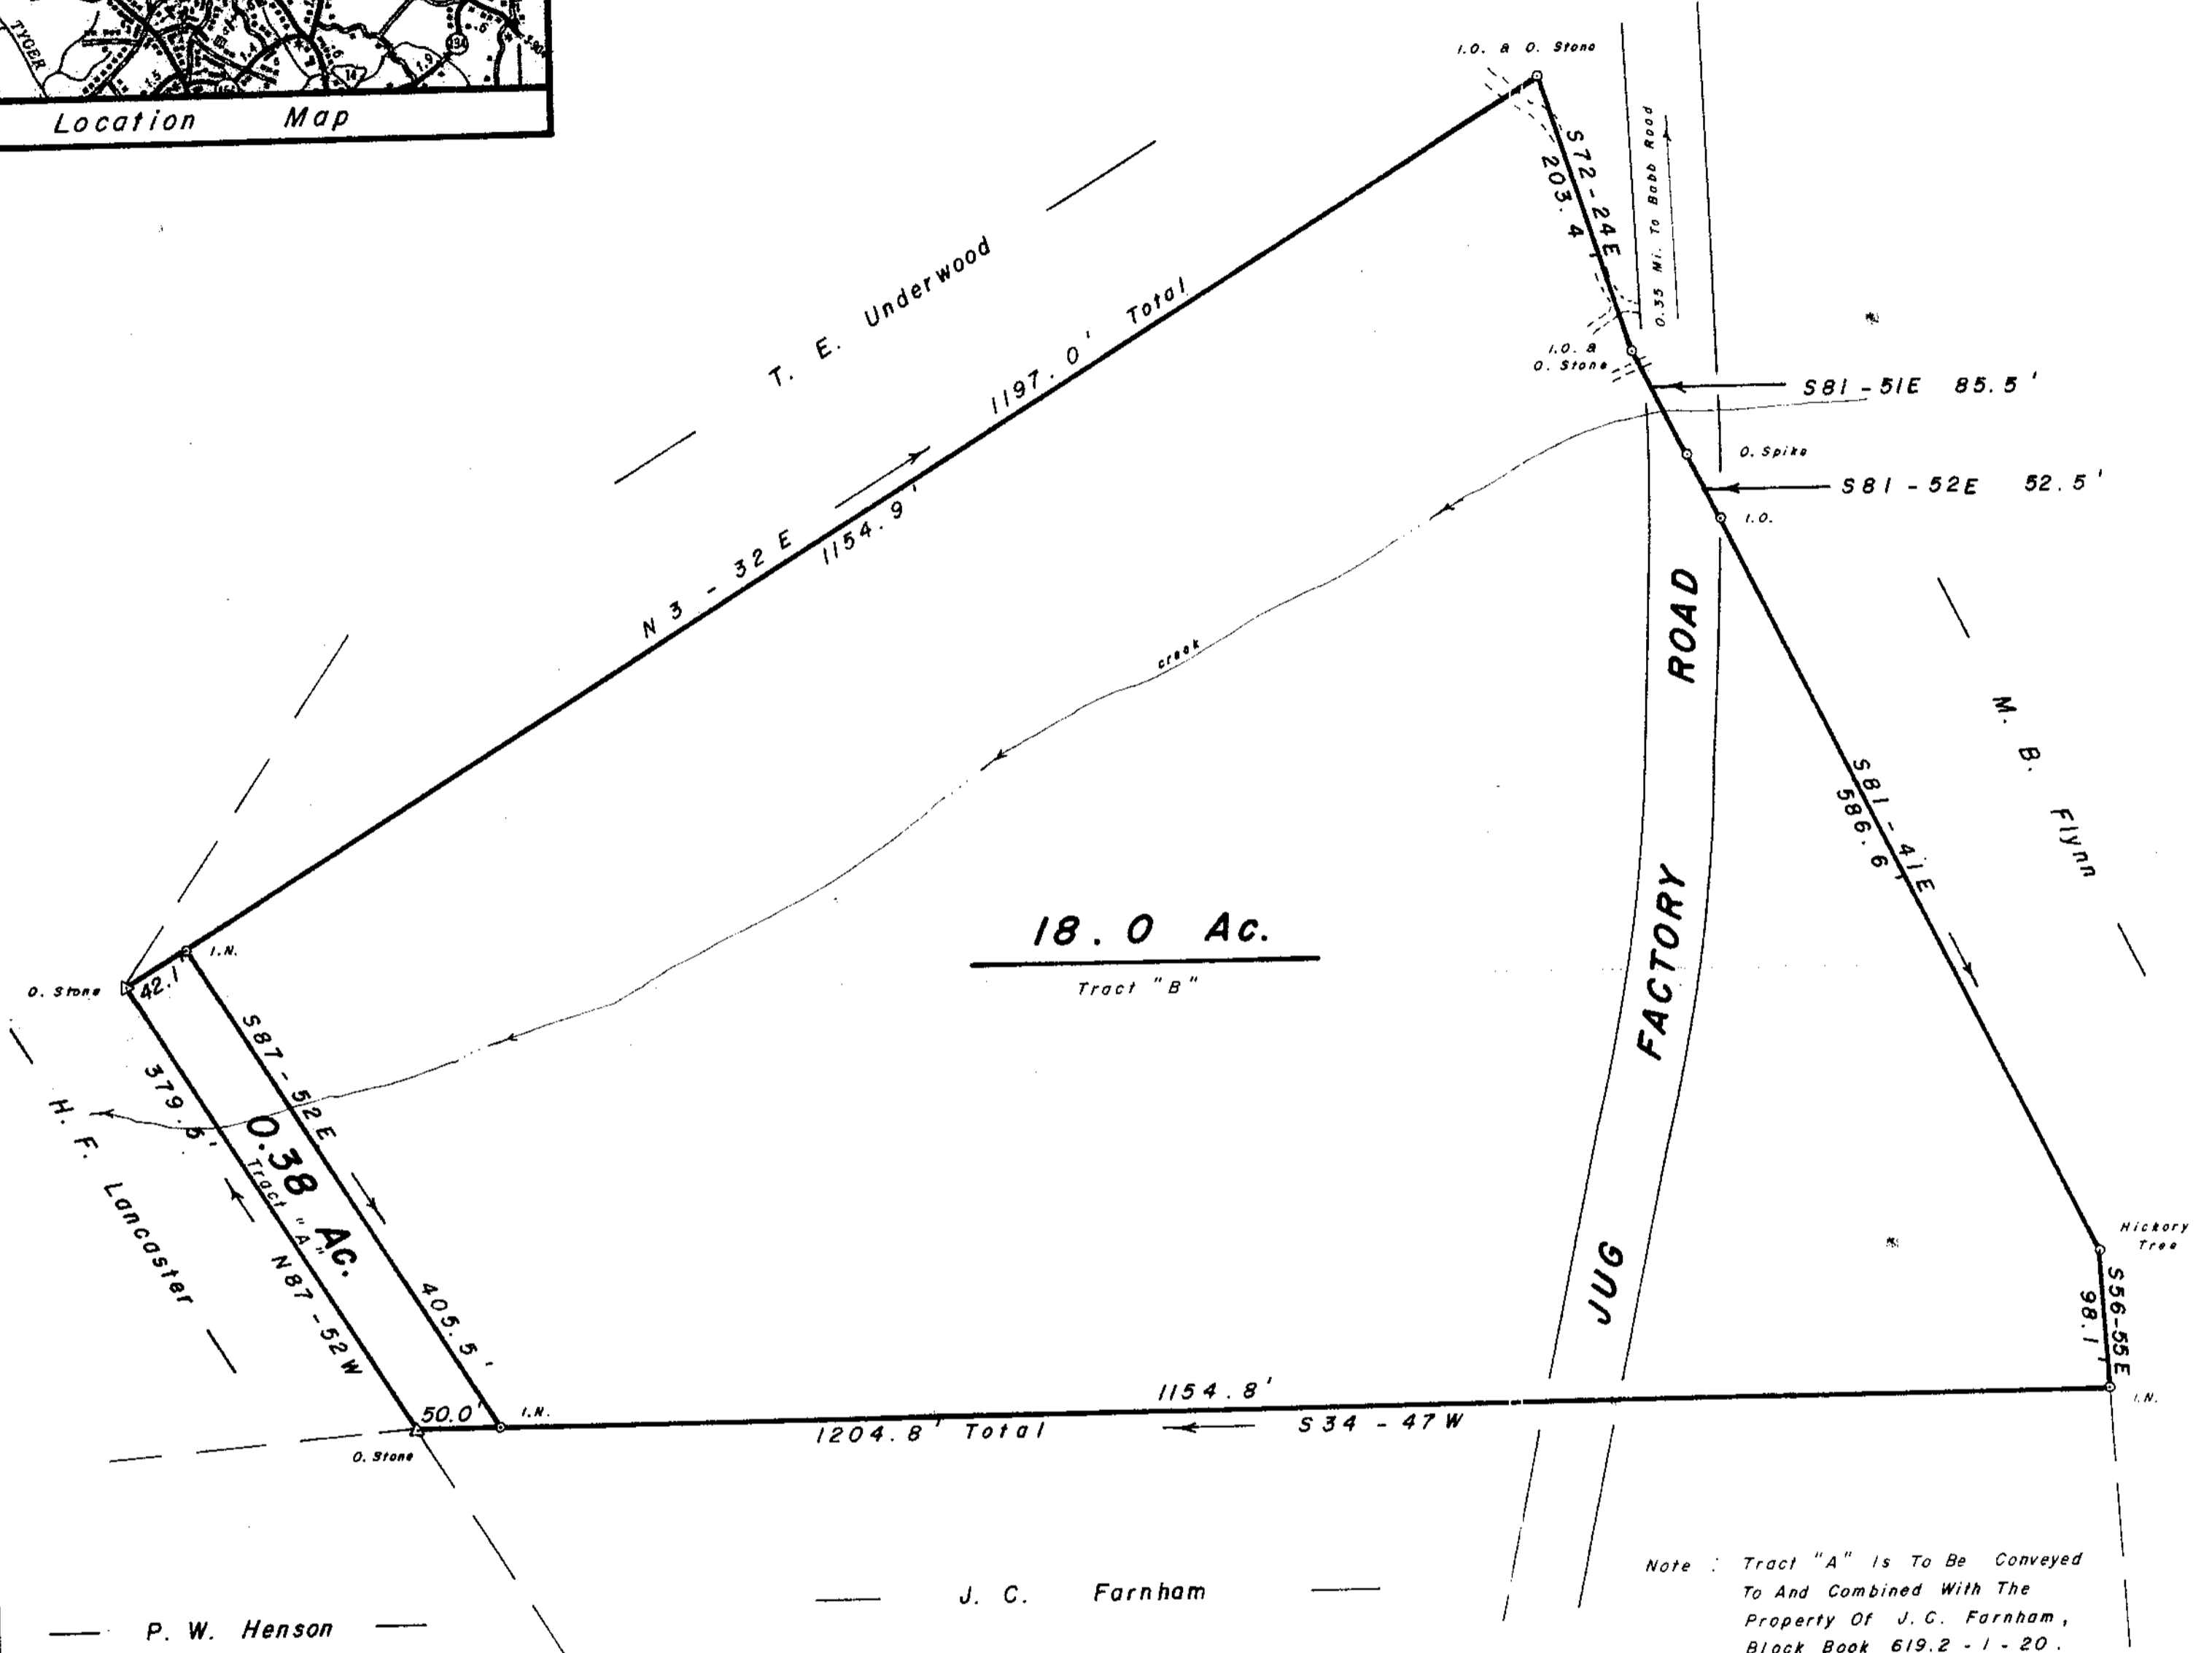 TYGER
Location Map
I.O. & O. Stone
S72-24E
203.4'
0.35 Mi. To Babb Road
T. E. Underwood
1197.0' Total
N 3 - 32 E
1154.9'
I.O. &
O. Stone
S81-51E 85.5'
O. Spike
S81-52E 52.5'
I.O.
creek
JUG FACTORY ROAD
M. B. Flynn
S81-41E
586.6'
18.0 Ac.
Tract "B"
I.N.
O. Stone
42.1'
S87-52E
405.5'
379.5'
N87-52W
0.38 Ac.
Tract "A"
H. F. Lancaster
Hickory
Tree
S56-55E
98.1'
I.N.
50.0'
I.N.
O. Stone
1154.8'
1204.8' Total
S34-47W
J. C. Farnham
P. W. Henson
Note : Tract "A" Is To Be Conveyed
To And Combined With The
Property Of J. C. Farnham,
Block Book 619.2-1-20.